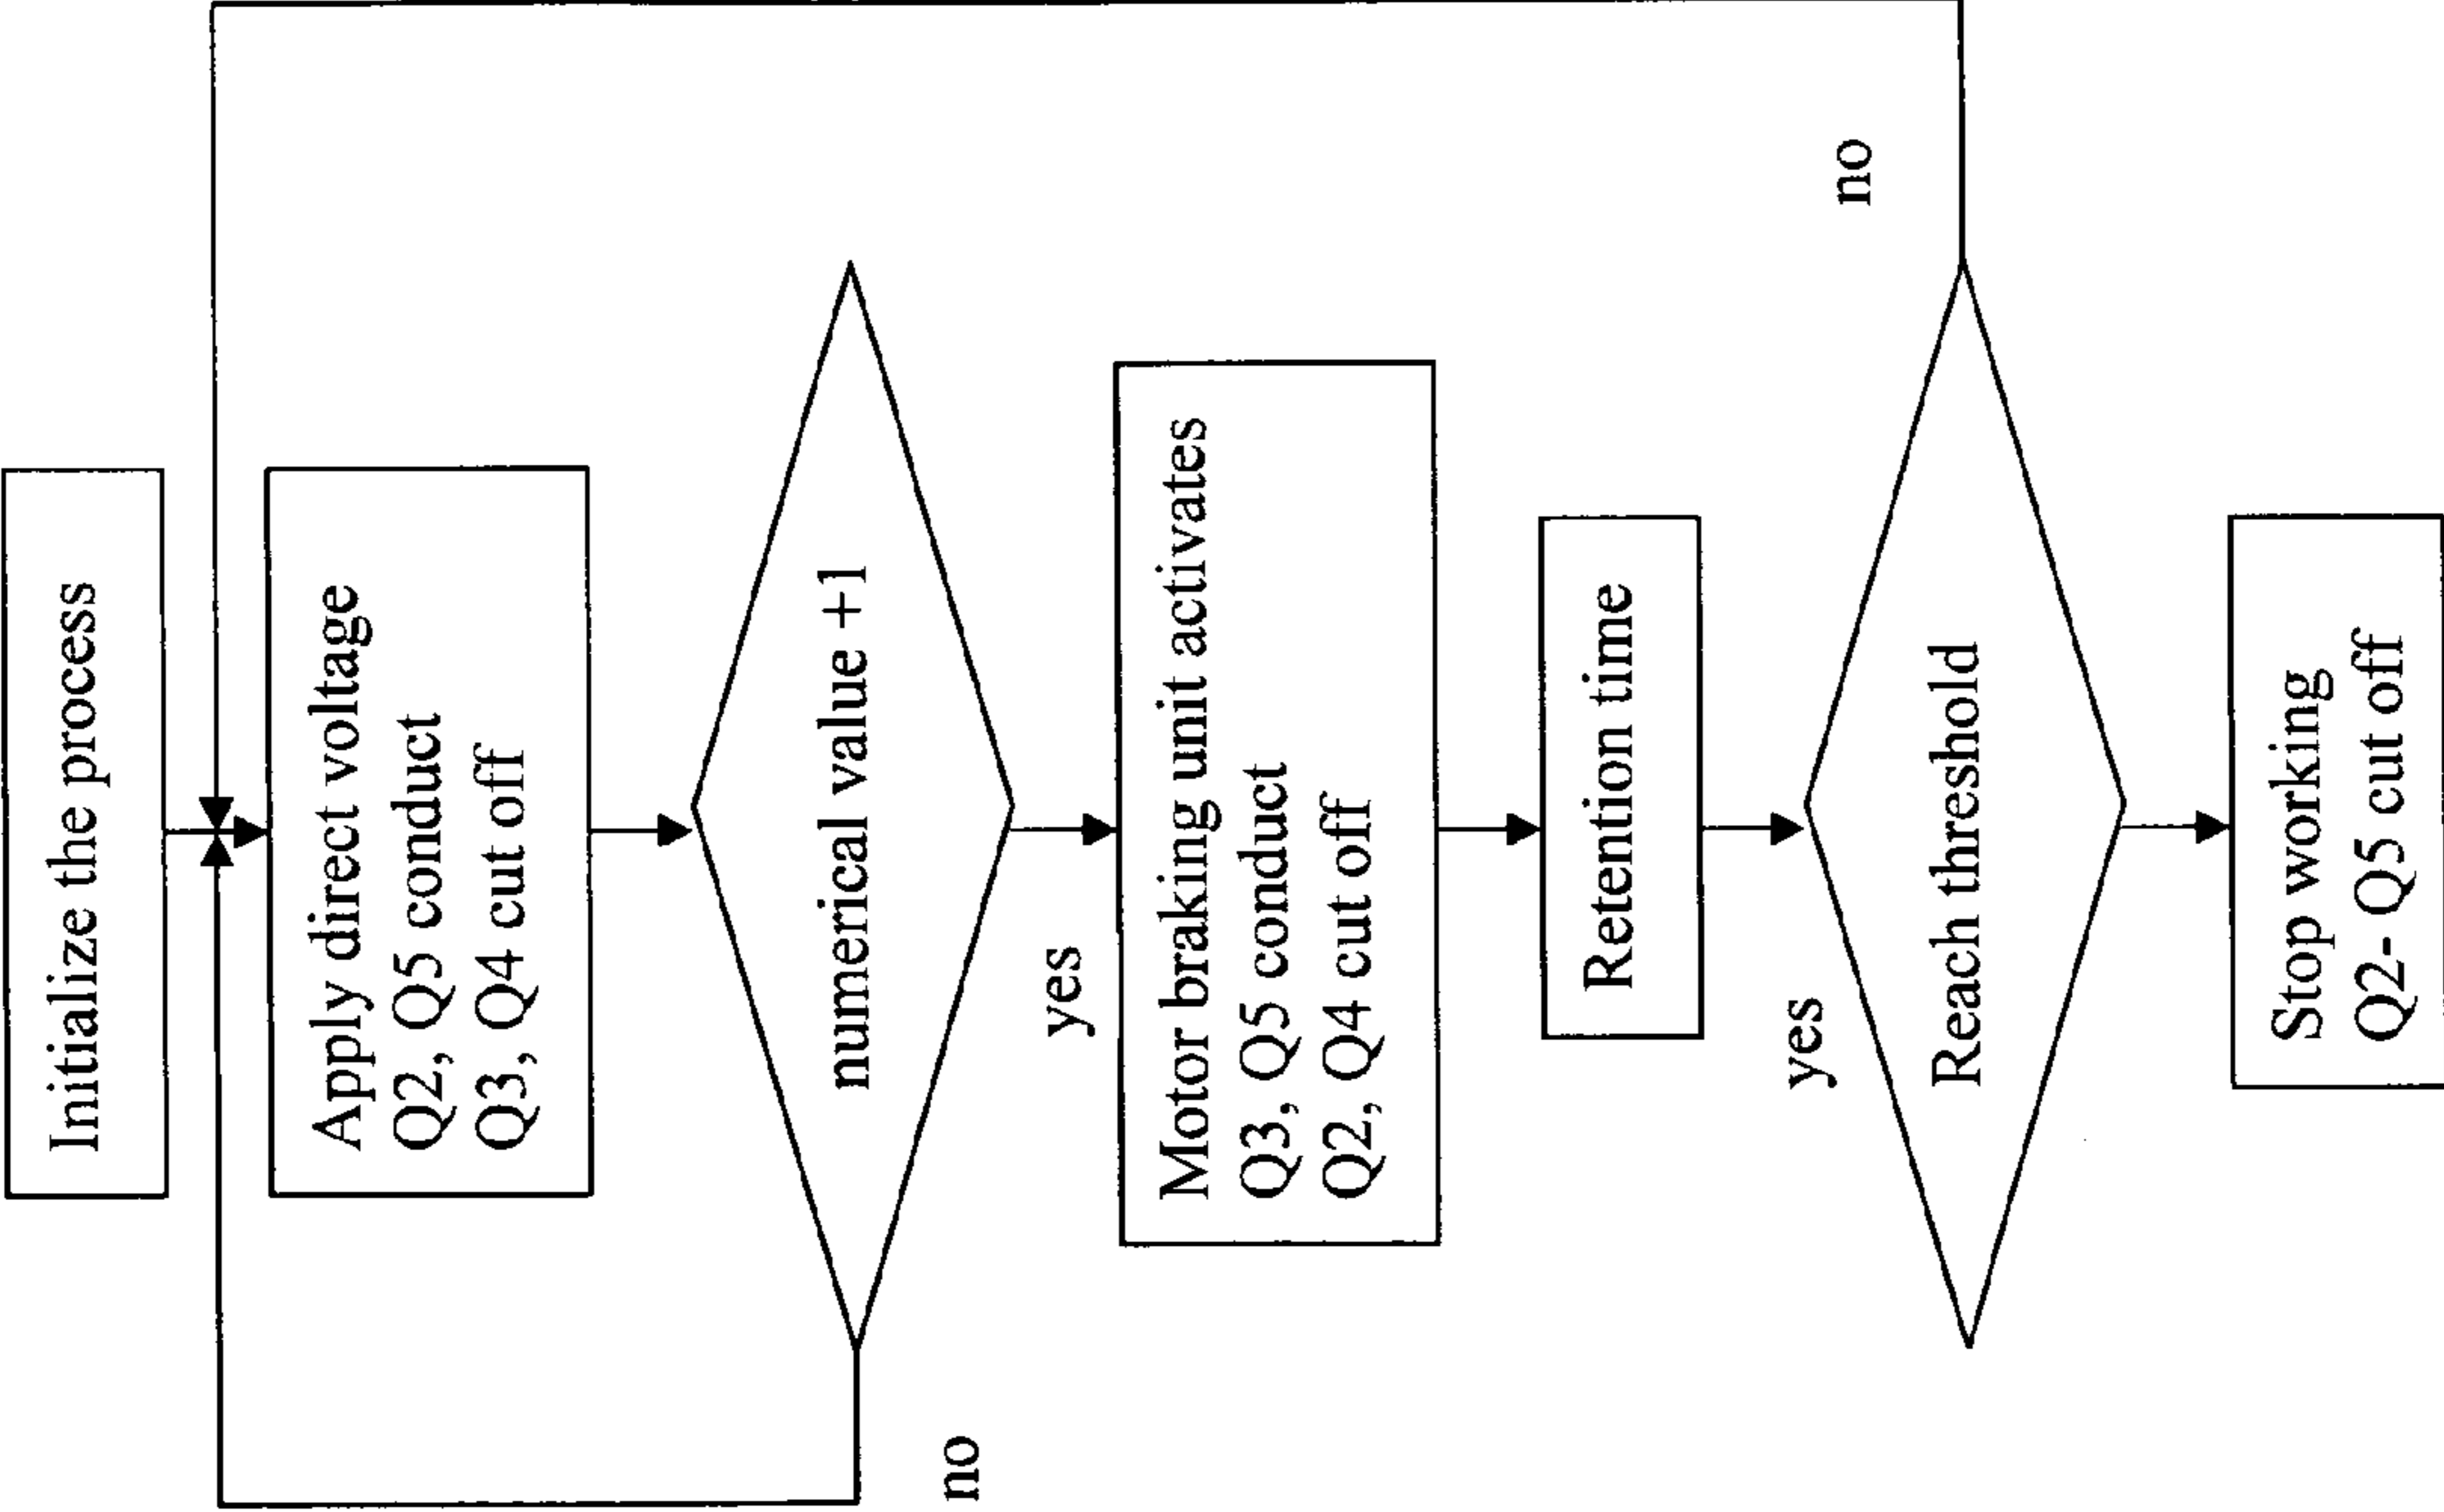 Initialize the process
Apply direct voltage
Q2, Q5 conduct
Q3, Q4 cut off
numerical value +1
no
yes
Motor braking unit activates
Q3, Q5 conduct
Q2, Q4 cut off
Retention time
yes
no
Reach threshold
Stop working
Q2- Q5 cut off